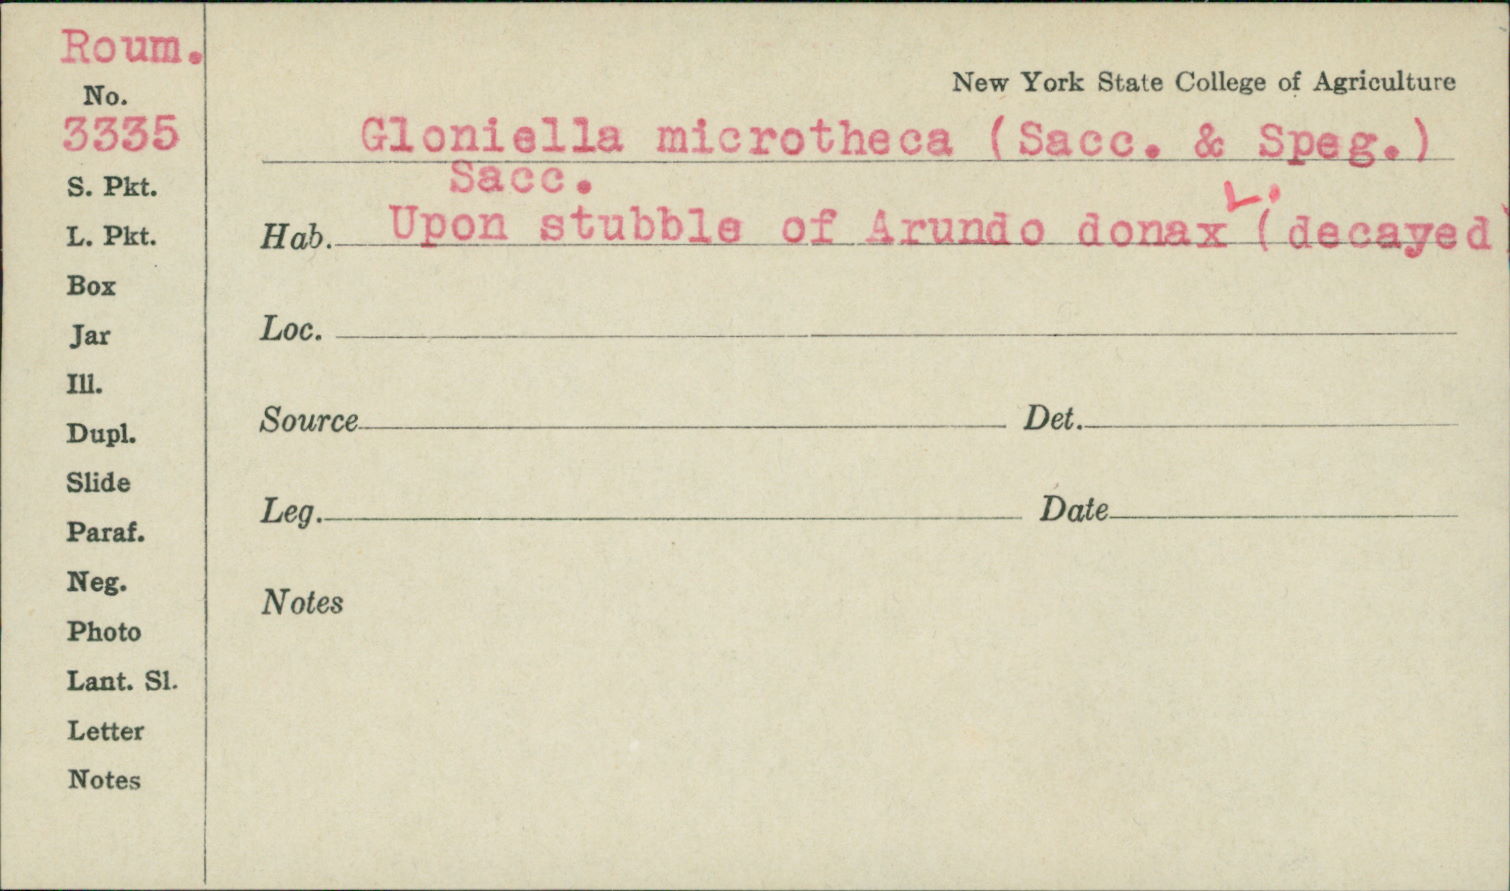 Roum.
No.
3335
S. Pkt.
L. Pkt.
Box
Jar
Ill.
Dupl.
Slide
Paraf.
Neg.
Photo
Lant. Sl.
Letter
Notes
New York State College of Agriculture
Gloniella microtheca (Sacc. & Speg.)
Sacc.
Hab. Upon stubble of Arundo donax L. (decayed)
Loc.
Source Det.
Leg. Date
Notes